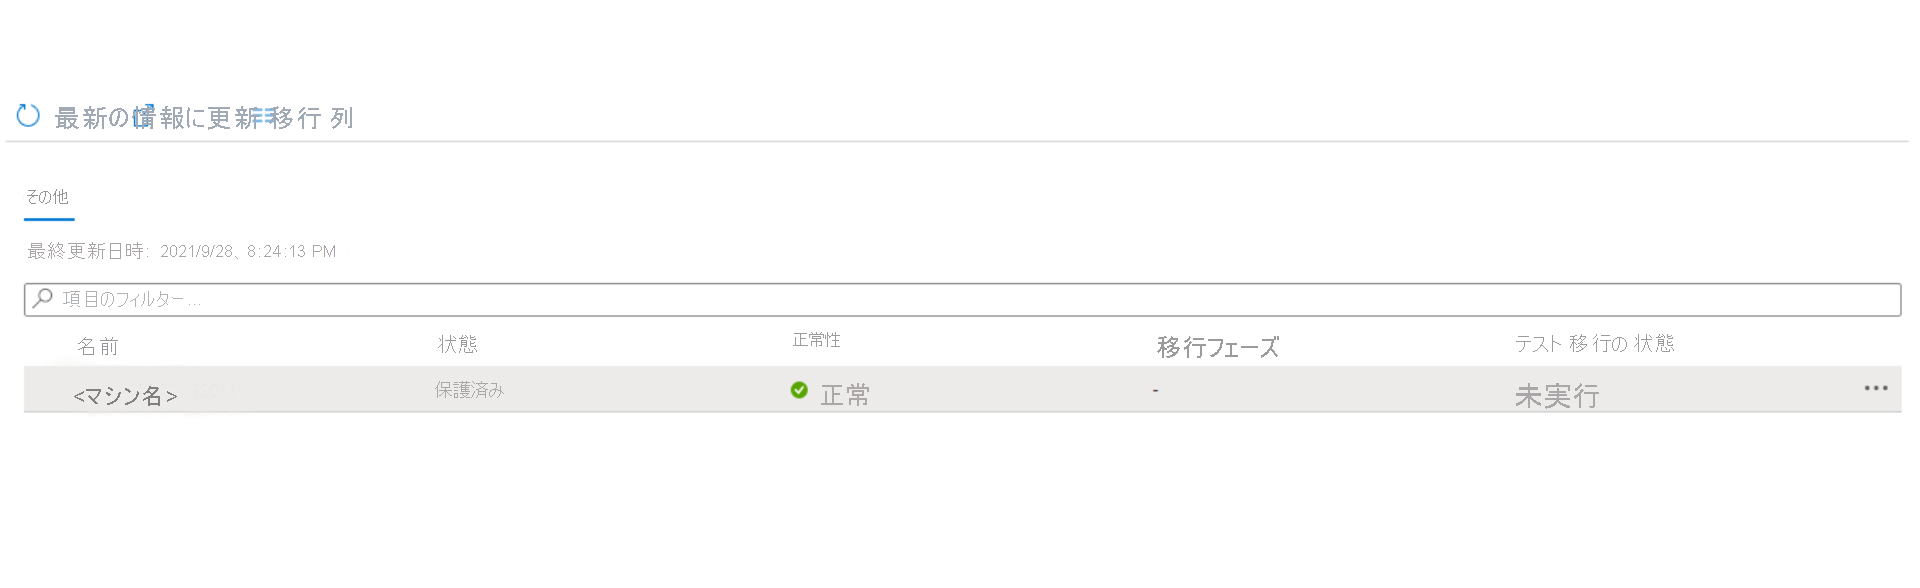 最新の情報に更新 移行 列
その他
最終更新日時: 2021/9/28、8:24:13 PM
項目のフィルター...
名前 状態 正常性 移行フェーズ テスト 移行の 状態
<マシン名> 保護済み 正常 - 未実行